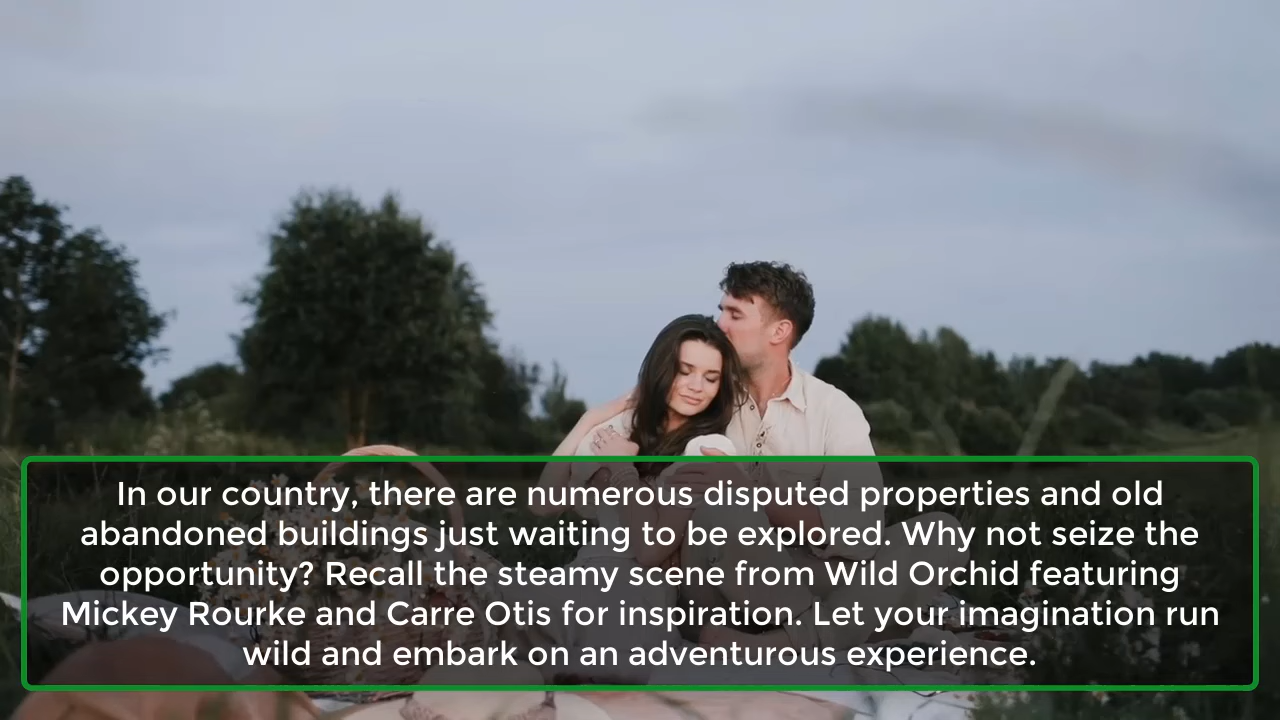 In our country, there are numerous disputed properties and old
abandoned buildings just waiting to be explored. Why not seize the
opportunity? Recall the steamy scene from Wild Orchid featuring
Mickey Rourke and Carre Otis for inspiration. Let your imagination run
wild and embark on an adventurous experience.